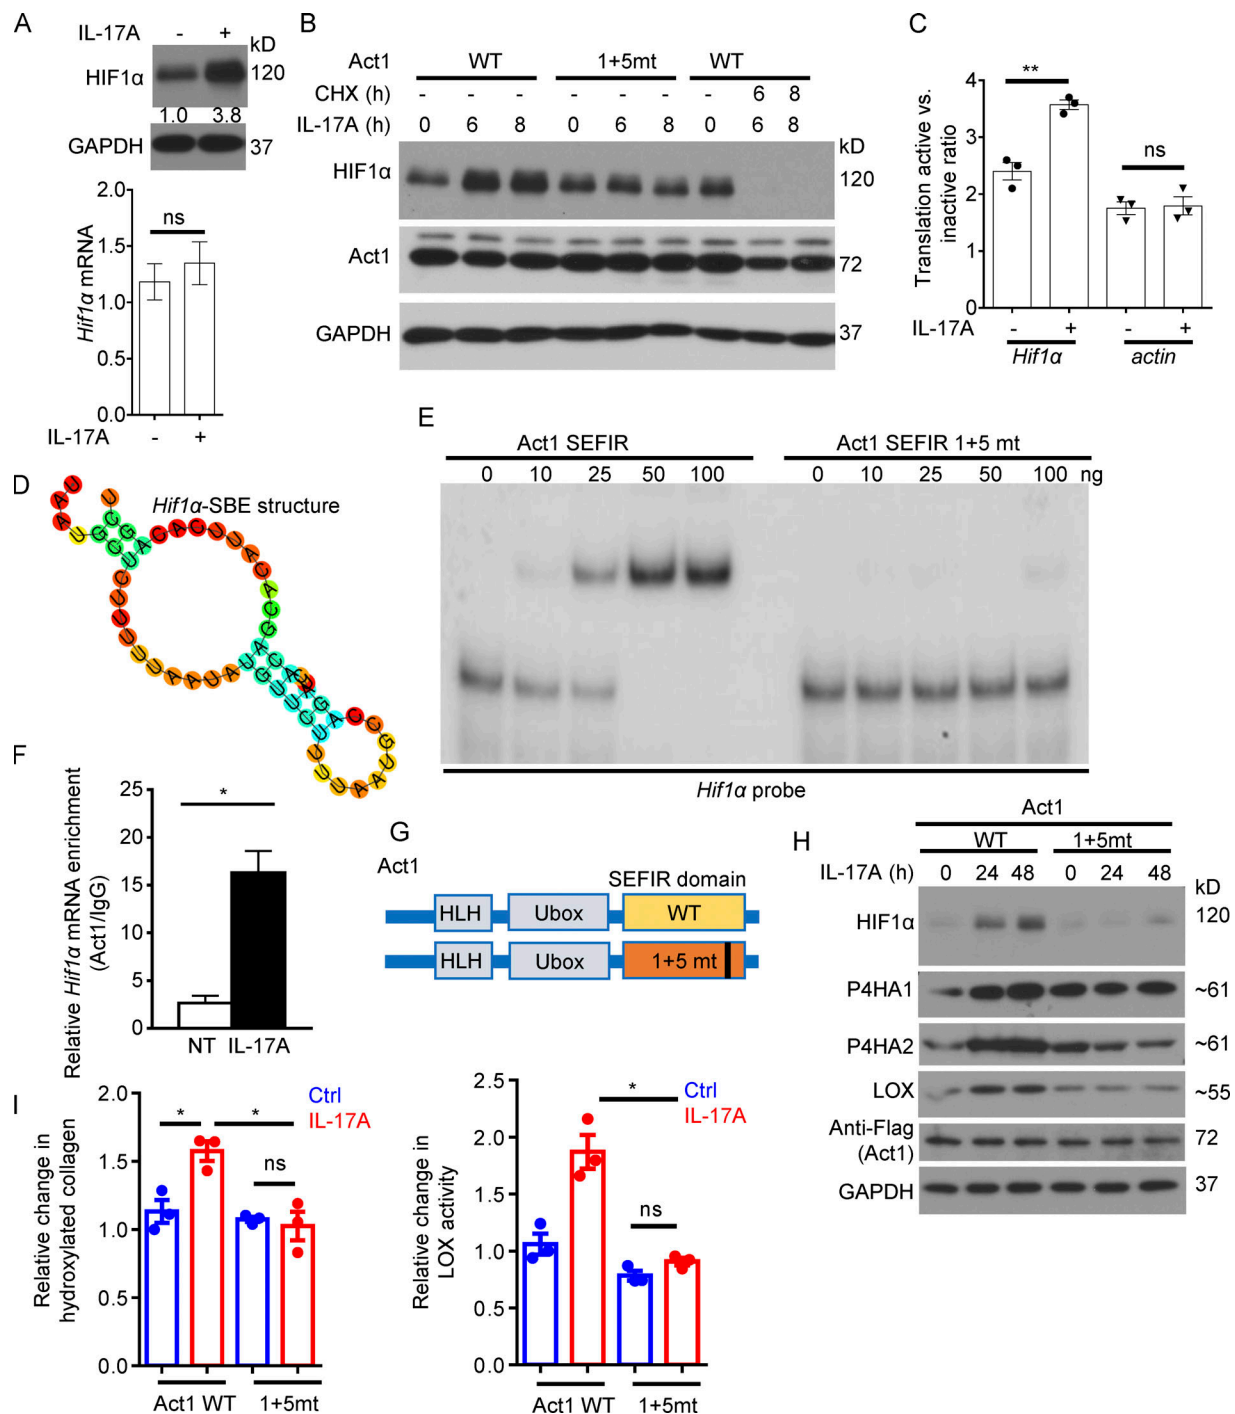 A
IL-17A - +
kD
HIF1α 120
1.0 3.8
GAPDH 37
2.0
1.5
1.0
0.5
0.0
Hif1α mRNA
ns
IL-17A - +
B
Act1 WT 1+5mt WT
CHX (h) - - - - - - - 6 8
IL-17A (h) 0 6 8 0 6 8 0 6 8
kD
HIF1α 120
Act1 72
GAPDH 37
C
Translation active vs.
inactive ratio
4
3
2
1
0
**
ns
IL-17A - + - +
Hif1α actin
D
Hif1α-SBE structure
E
Act1 SEFIR Act1 SEFIR 1+5 mt
0 10 25 50 100 0 10 25 50 100 ng
Hif1α probe
F
Relative Hif1α mRNA enrichment
(Act1/IgG)
25
20
15
10
5
0
*
NT IL-17A
G
Act1
SEFIR domain
HLH Ubox WT
HLH Ubox 1+5 mt
H
Act1
WT 1+5mt
IL-17A (h) 0 24 48 0 24 48
kD
HIF1α 120
P4HA1 ~61
P4HA2 ~61
LOX ~55
Anti-Flag
(Act1) 72
GAPDH 37
I
Relative change in
hydroxylated collagen
2.0
1.5
1.0
0.5
0.0
Ctrl
IL-17A
* *
ns
Act1 WT 1+5mt
Relative change in
LOX activity
2.5
2.0
1.5
1.0
0.5
0.0
Ctrl
IL-17A
*
ns
Act1 WT 1+5mt